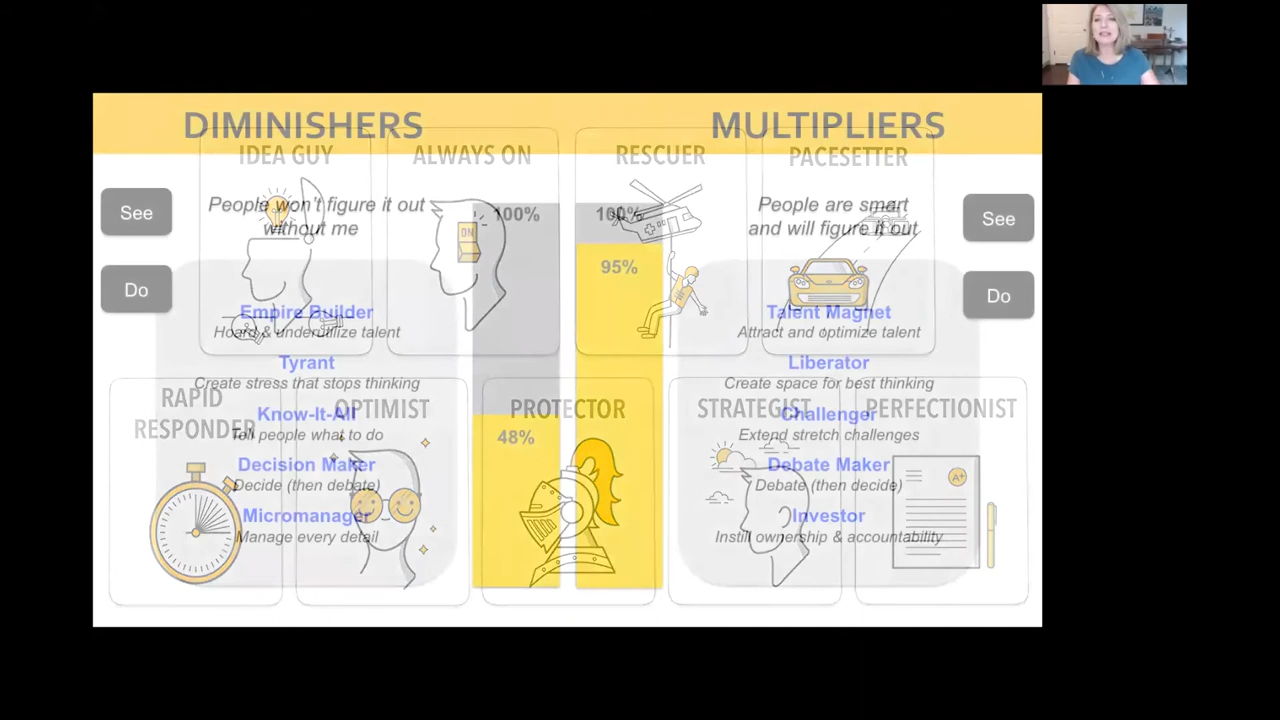 DIMINISHERS
MULTIPLIERS
IDEA GUY
ALWAYS ON
RESCUER
PACESETTER
See
People won't figure it out
without me
100%
100%
People are smart
and will figure it out
See
ON
95%
Do
Do
Empire Builder
Hoard & underutilize talent
Tyrant
Create stress that stops thinking
Know-It-All
Tell people what to do
Decision Maker
Decide (then debate)
Micromanager
Manage every detail
48%
Talent Magnet
Attract and optimize talent
Liberator
Create space for best thinking
Challenger
Extend stretch challenges
Debate Maker
Debate (then decide)
Investor
Instill ownership & accountability
RAPID
RESPONDER
OPTIMIST
PROTECTOR
STRATEGIST
PERFECTIONIST
A+